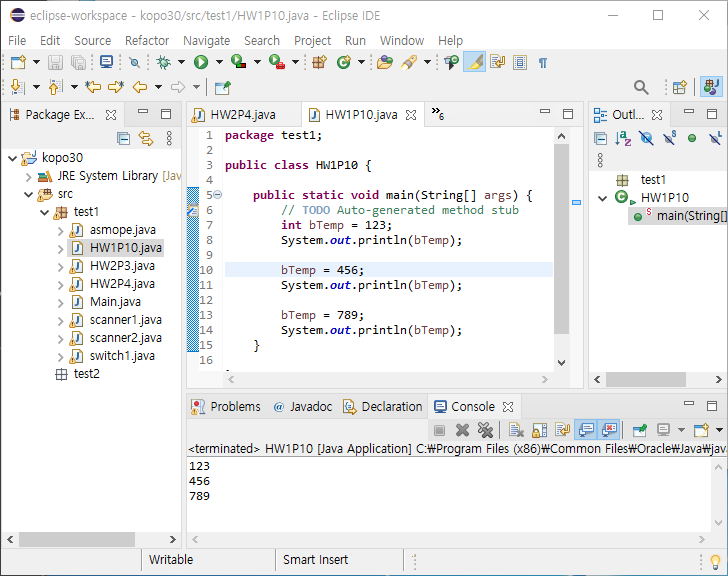 eclipse-workspace - kopo30/src/test1/HW1P10.java - Eclipse IDE
File Edit Source Refactor Navigate Search Project Run Window Help
Package Ex...
kopo30
JRE System Library [Jav
src
test1
asmope.java
HW1P10.java
HW2P3.java
HW2P4.java
Main.java
scanner1.java
scanner2.java
switch1.java
test2
HW2P4.java HW1P10.java »6
1 package test1;
2
3 public class HW1P10 {
4
5 public static void main(String[] args) {
6 // TODO Auto-generated method stub
7 int bTemp = 123;
8 System.out.println(bTemp);
9
10 bTemp = 456;
11 System.out.println(bTemp);
12
13 bTemp = 789;
14 System.out.println(bTemp);
15 }
16
Outl...
test1
HW1P10
main(String[]
Problems @ Javadoc Declaration Console
<terminated> HW1P10 [Java Application] C:₩Program Files (x86)₩Common Files₩Oracle₩Java₩jav
123
456
789
Writable Smart Insert